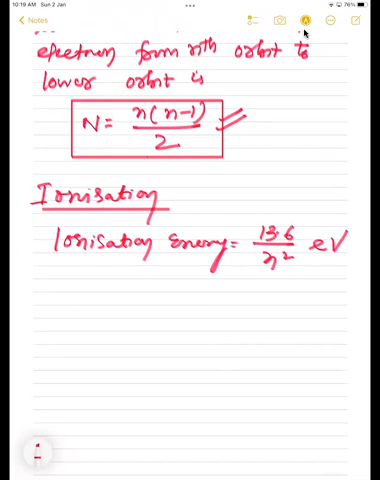 10:19 AM Sun 2 Jan
76%
Notes
electron form nth orbit to
lower orbit is
N = n(n-1)/2
Ionisation
Ionisation Energy = 13.6/n² eV